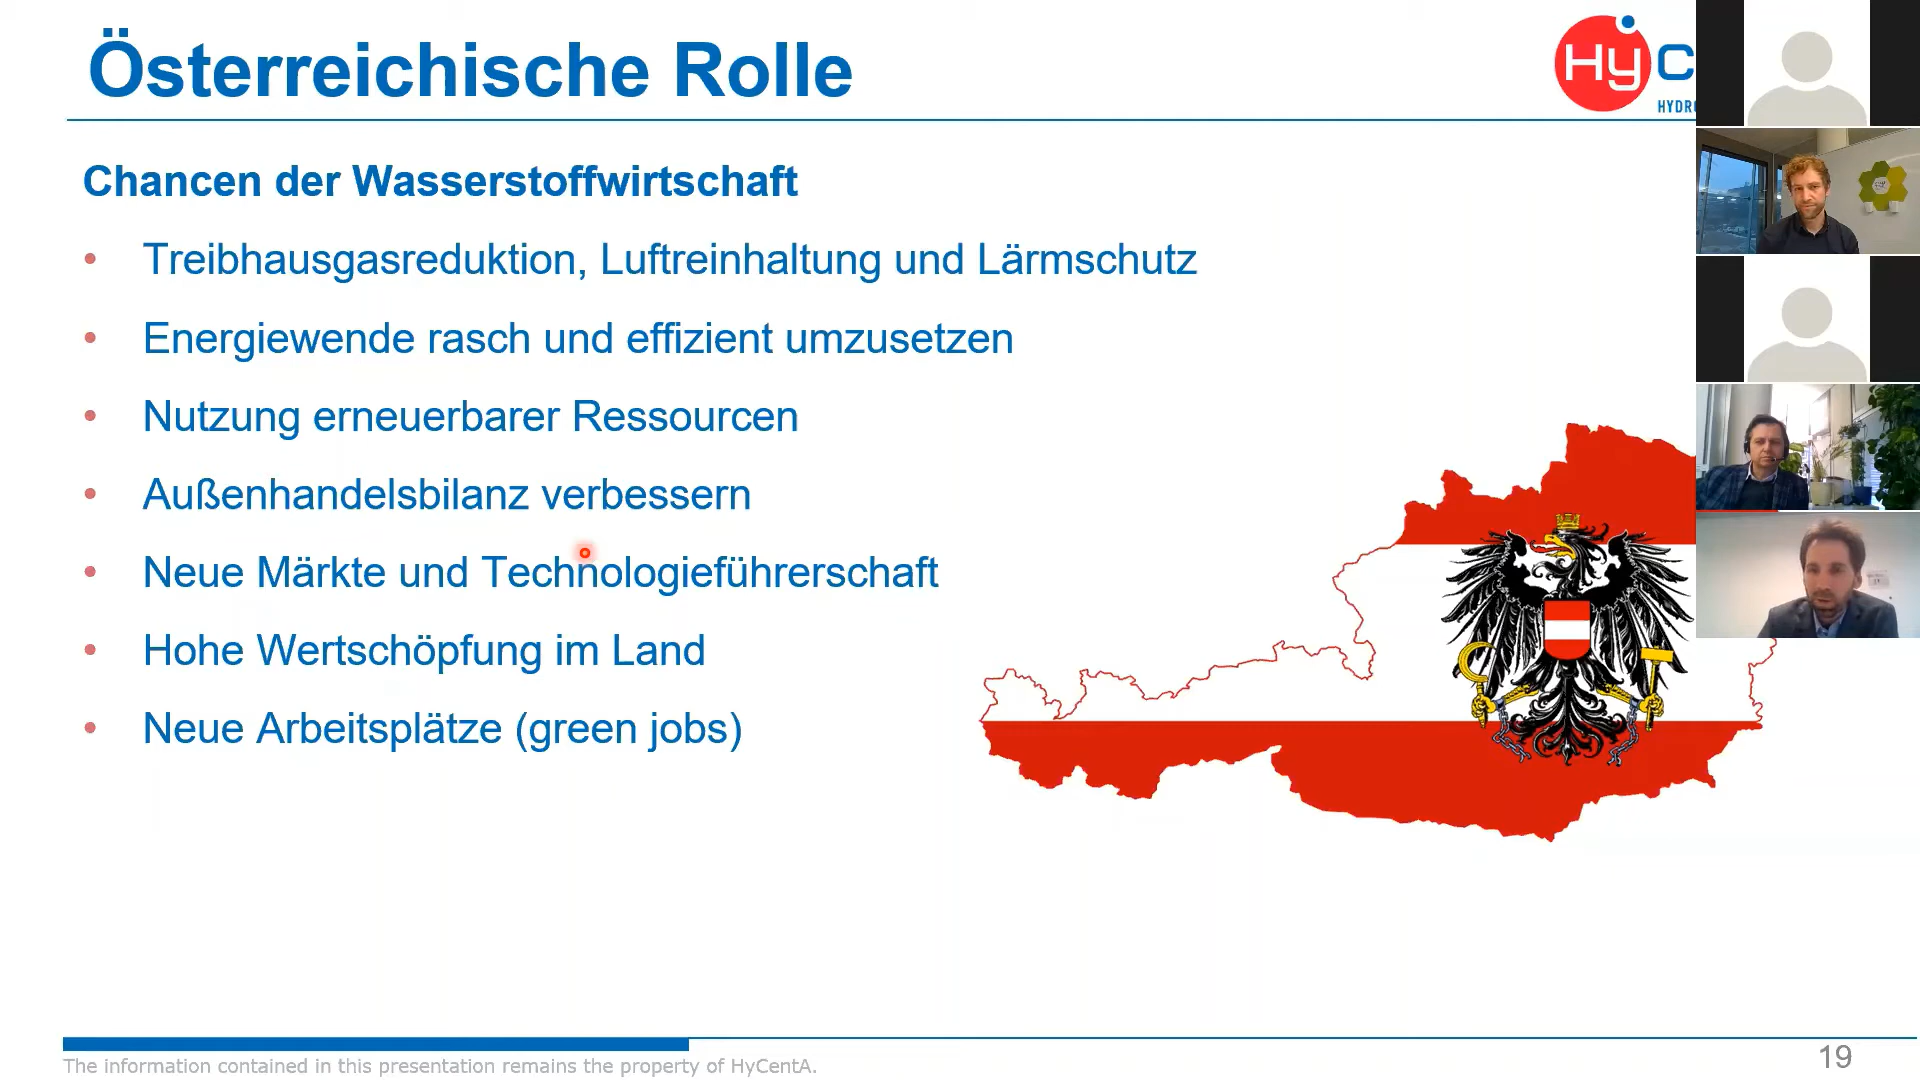 Österreichische Rolle
HyC
HYDR
Chancen der Wasserstoffwirtschaft
• Treibhausgasreduktion, Luftreinhaltung und Lärmschutz
• Energiewende rasch und effizient umzusetzen
• Nutzung erneuerbarer Ressourcen
• Außenhandelsbilanz verbessern
• Neue Märkte und Technologieführerschaft
• Hohe Wertschöpfung im Land
• Neue Arbeitsplätze (green jobs)
The information contained in this presentation remains the property of HyCentA.
19